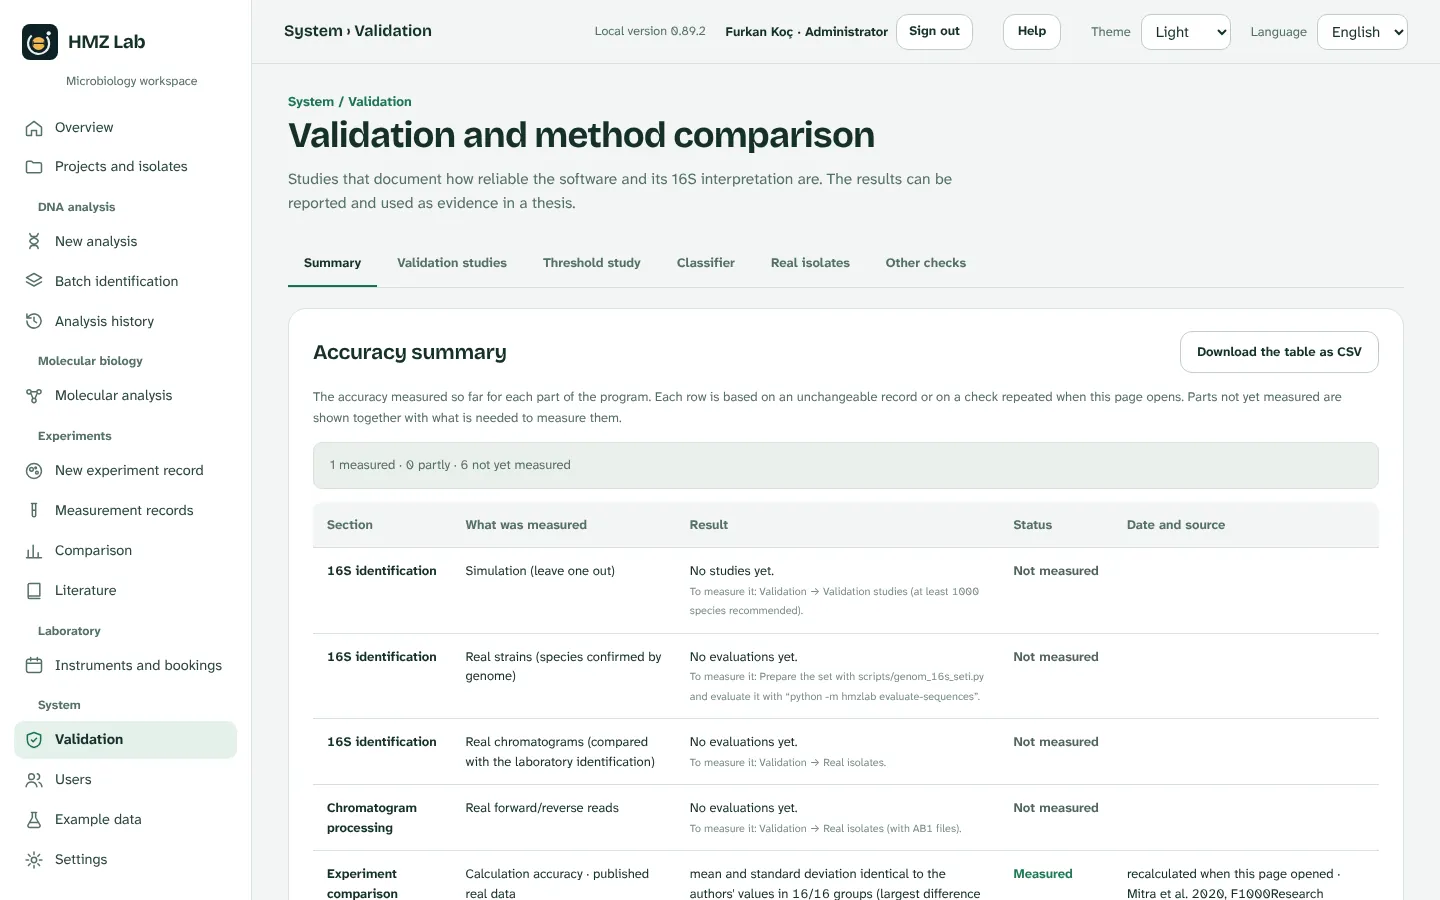 HMZ Lab
Microbiology workspace
Overview
Projects and isolates
DNA analysis
New analysis
Batch identification
Analysis history
Molecular biology
Molecular analysis
Experiments
New experiment record
Measurement records
Comparison
Literature
Laboratory
Instruments and bookings
System
Validation
Users
Example data
Settings
System › Validation
Local version 0.89.2
Furkan Koç · Administrator
Sign out
Help
Theme
Light
Language
English
System / Validation
Validation and method comparison
Studies that document how reliable the software and its 16S interpretation are. The results can be
reported and used as evidence in a thesis.
Summary
Validation studies
Threshold study
Classifier
Real isolates
Other checks
Accuracy summary
Download the table as CSV
The accuracy measured so far for each part of the program. Each row is based on an unchangeable record or on a check repeated when this page opens. Parts not yet measured are
shown together with what is needed to measure them.
1 measured · 0 partly · 6 not yet measured
Section
What was measured
Result
Status
Date and source
16S identification
Simulation (leave one out)
No studies yet.
To measure it: Validation → Validation studies (at least 1000
species recommended).
Not measured
16S identification
Real strains (species confirmed by
genome)
No evaluations yet.
To measure it: Prepare the set with scripts/genom_16s_seti.py
and evaluate it with “python -m hmzlab evaluate-sequences”.
Not measured
16S identification
Real chromatograms (compared
with the laboratory identification)
No evaluations yet.
To measure it: Validation → Real isolates.
Not measured
Chromatogram
processing
Real forward/reverse reads
No evaluations yet.
To measure it: Validation → Real isolates (with AB1 files).
Not measured
Experiment
comparison
Calculation accuracy · published
real data
mean and standard deviation identical to the
authors' values in 16/16 groups (largest difference
Measured
recalculated when this page opened ·
Mitra et al. 2020, F1000Research